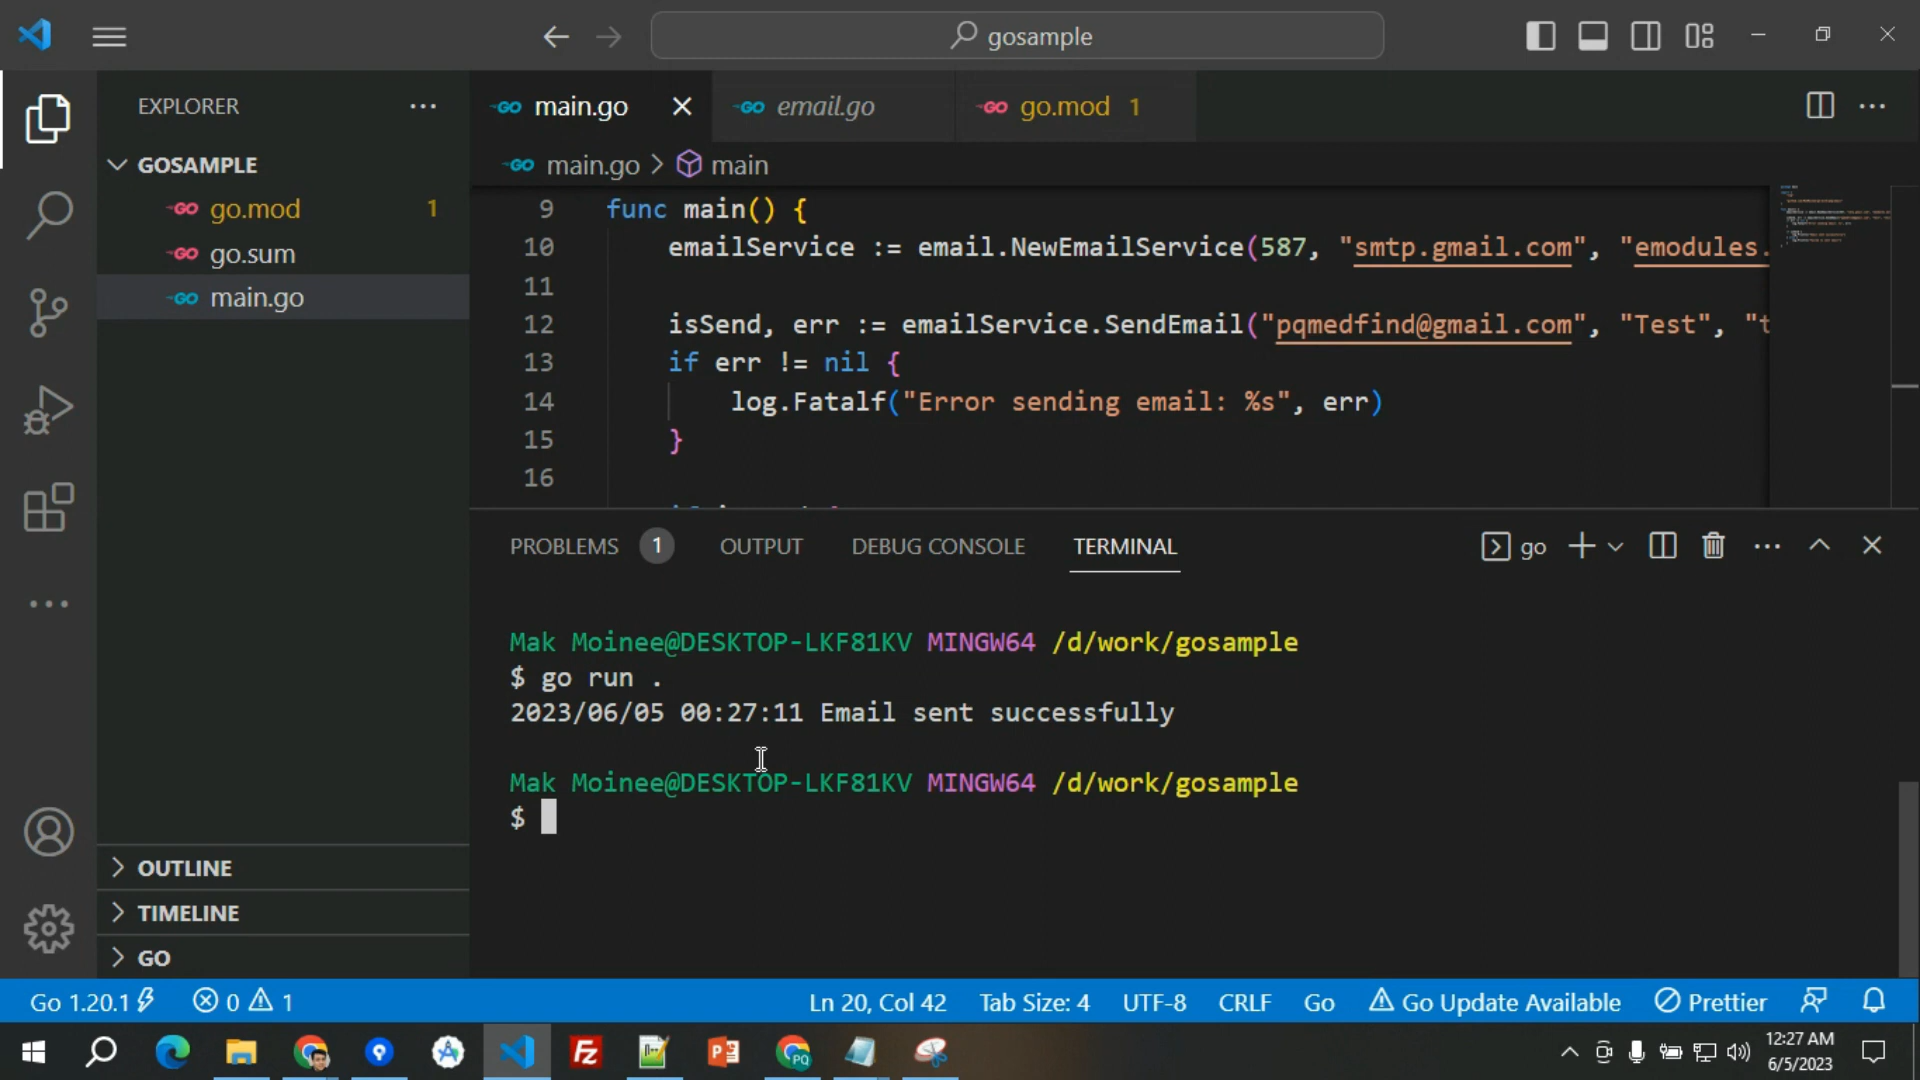 gosample
EXPLORER
main.go
email.go
go.mod 1
GOSAMPLE
go.mod 1
go.sum
main.go
main.go > main
9 func main() {
10 emailService := email.NewEmailService(587, "smtp.gmail.com", "emodules.
11
12 isSend, err := emailService.SendEmail("pqmedfind@gmail.com", "Test", "t
13 if err != nil {
14 log.Fatalf("Error sending email: %s", err)
15 }
16
PROBLEMS 1 OUTPUT DEBUG CONSOLE TERMINAL
go
Mak Moinee@DESKTOP-LKF81KV MINGW64 /d/work/gosample
$ go run .
2023/06/05 00:27:11 Email sent successfully
Mak Moinee@DESKTOP-LKF81KV MINGW64 /d/work/gosample
$
OUTLINE
TIMELINE
GO
Go 1.20.1 0 1 Ln 20, Col 42 Tab Size: 4 UTF-8 CRLF Go Go Update Available Prettier
12:27 AM
6/5/2023